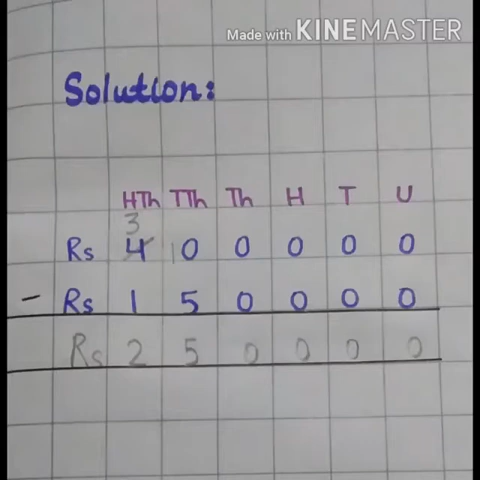 Made with KINEMASTER
Solution:
HTh TTh Th H T U
3
Rs 4 10 0 0 0 0
- Rs 1 5 0 0 0 0
Rs 2 5 0 0 0 0